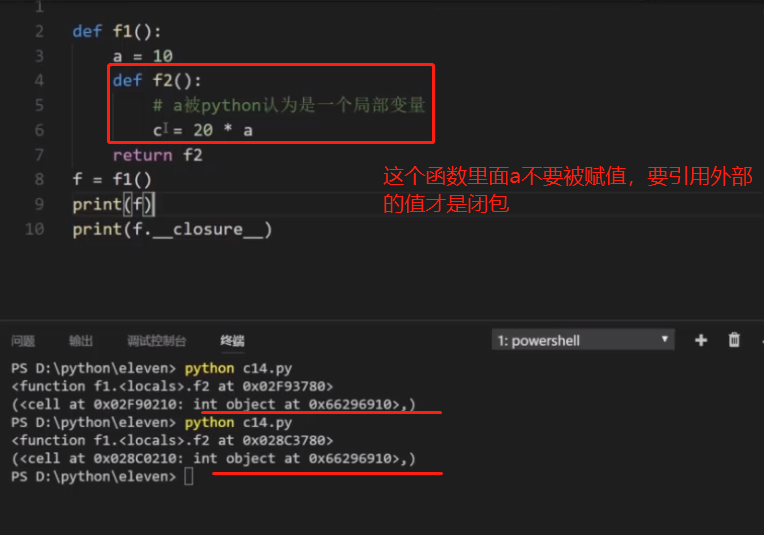 1
2 def f1():
3     a = 10
4     def f2():
5         # a被python认为是一个局部变量
6         c = 20 * a
7     return f2
8 f = f1()
9 print(f)
10 print(f.__closure__)
这个函数里面a不要被赋值，要引用外部
的值才是闭包
问题 输出 调试控制台 终端 1: powershell
PS D:\python\eleven> python c14.py
<function f1.<locals>.f2 at 0x02F93780>
(<cell at 0x02F90210: int object at 0x66296910>,)
PS D:\python\eleven> python c14.py
<function f1.<locals>.f2 at 0x028C3780>
(<cell at 0x028C0210: int object at 0x66296910>,)
PS D:\python\eleven>